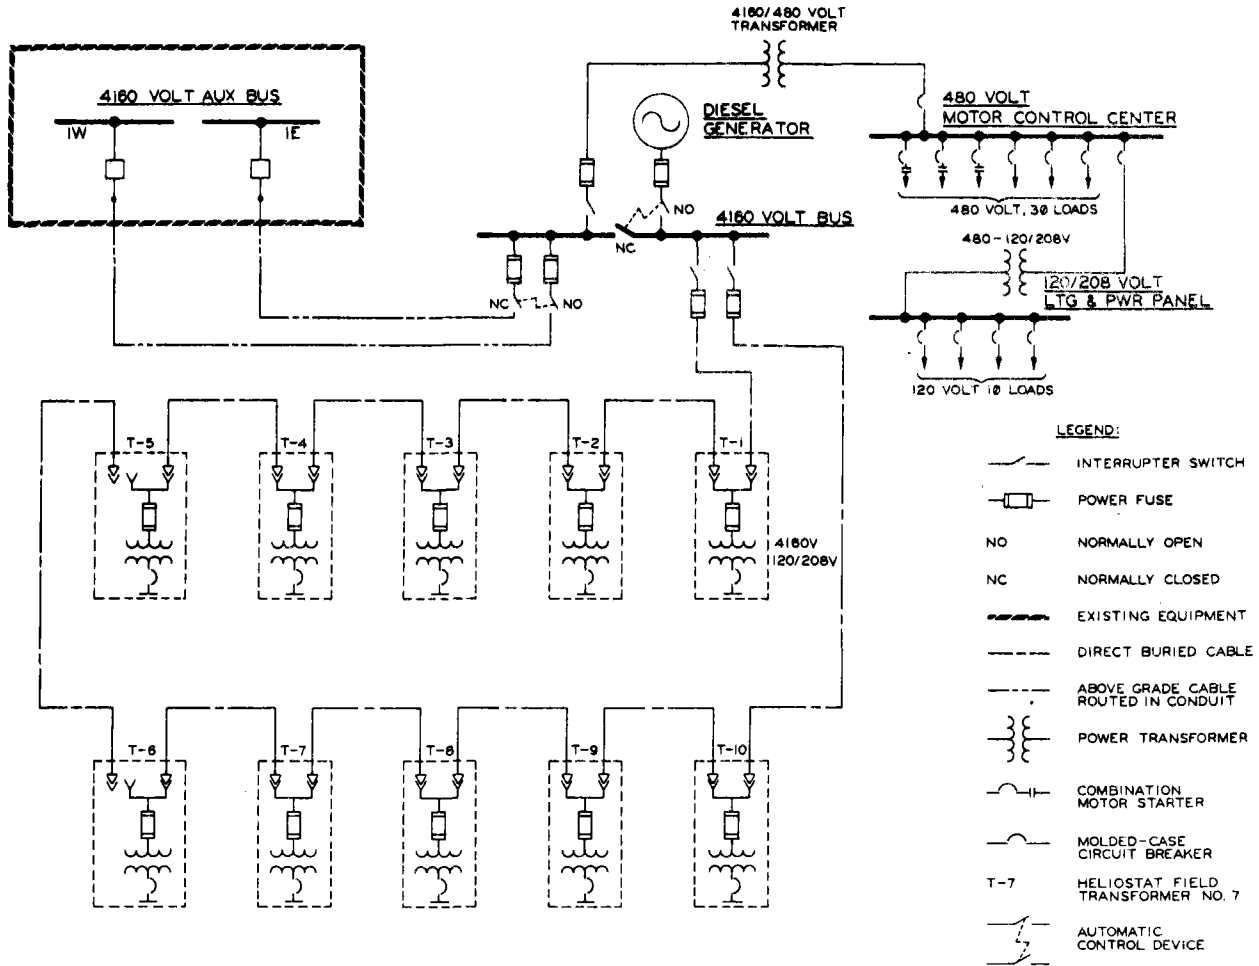 4160/480 VOLT
TRANSFORMER
4160 VOLT AUX BUS
1W
1E
DIESEL
GENERATOR
480 VOLT
MOTOR CONTROL CENTER
480 VOLT, 30 LOADS
NO
4160 VOLT BUS
NC
480-120/208V
120/208 VOLT
LTG & PWR PANEL
NC
NO
120 VOLT 10 LOADS
T-5
T-4
T-3
T-2
T-1
4160V
120/208V
T-6
T-7
T-8
T-9
T-10
LEGEND:
INTERRUPTER SWITCH
POWER FUSE
NO NORMALLY OPEN
NC NORMALLY CLOSED
EXISTING EQUIPMENT
DIRECT BURIED CABLE
ABOVE GRADE CABLE
ROUTED IN CONDUIT
POWER TRANSFORMER
COMBINATION
MOTOR STARTER
MOLDED-CASE
CIRCUIT BREAKER
T-7 HELIOSTAT FIELD
TRANSFORMER NO. 7
AUTOMATIC
CONTROL DEVICE